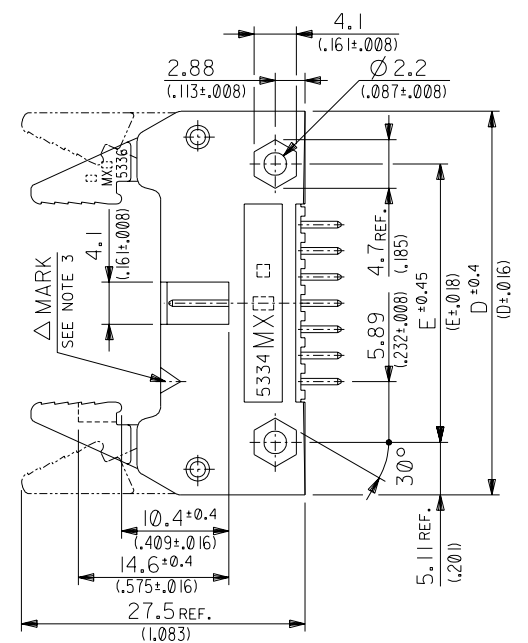 4.1
(.161±.008)
2.88
(.113±.008)
Ø 2.2
(.087±.008)
MX
5336
4.1
(.161±.008)
△ MARK
SEE NOTE 3
5334 MX
4.7 REF.
(.185)
5.89
(.232±.008)
E ±0.45
(E±.018)
D ±0.4
(D±.016)
30°
5.11 REF.
(.201)
10.4 ±0.4
(.409±.016)
14.6 ±0.4
(.575±.016)
27.5 REF.
(1.083)